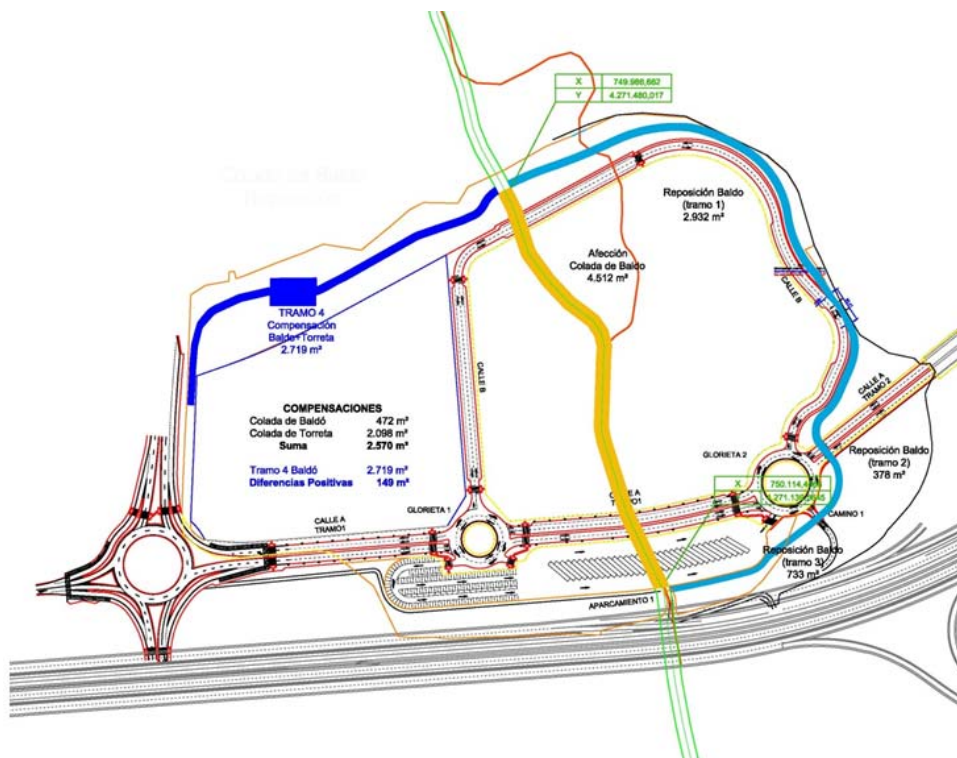 X 749.986,662
Y 4.271.480,017
Reposición Baldo
(tramo 1)
2.932 m²
Afección
Colada de Baldo
4.512 m²
CALLE B
TRAMO 4
Compensación
Baldo+Torreta
2.719 m²
CALLE B
CALLE A
TRAMO 2
COMPENSACIONES
Colada de Baldó 472 m²
Colada de Torreta 2.098 m²
Suma 2.570 m²
Tramo 4 Baldó 2.719 m²
Diferencias Positivas 149 m²
GLORIETA 2
Reposición Baldo
(tramo 2)
378 m²
X
CALLE A
TRAMO1
GLORIETA 1
CAMINO 1
CALLE A
TRAMO1
Reposición Baldo
(tramo 3)
733 m²
APARCAMIENTO 1